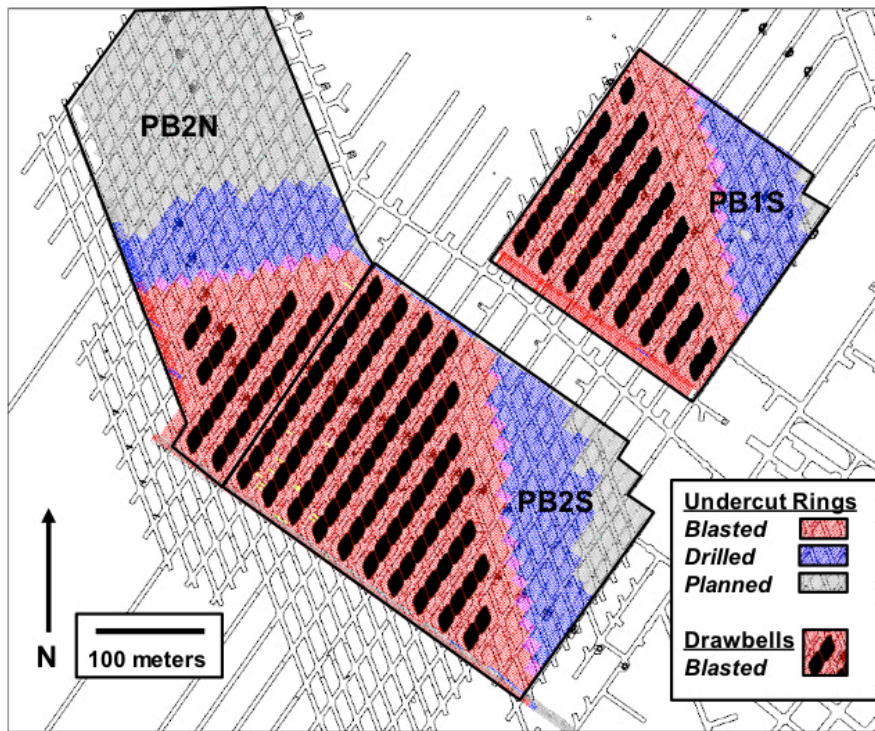 PB2N
PB1S
PB2S
N
100 meters
Undercut Rings
Blasted
Drilled
Planned
Drawbells
Blasted